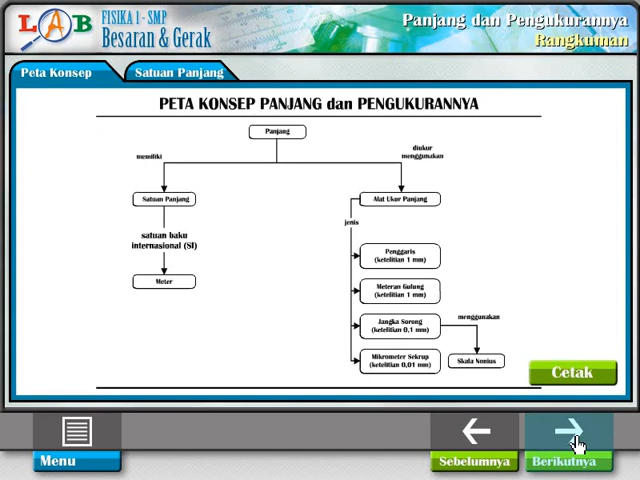 LAB
FISIKA 1 - SMP
Besaran & Gerak
Panjang dan Pengukurannya
Rangkuman
Peta Konsep
Satuan Panjang
PETA KONSEP PANJANG dan PENGUKURANNYA
Panjang
memiliki
diukur
menggunakan
Satuan Panjang
Alat Ukur Panjang
satuan baku
internasional (SI)
Meter
jenis
Penggaris
(ketelitian 1 mm)
Meteran Gulung
(ketelitian 1 mm)
Jangka Sorong
(ketelitian 0,1 mm)
menggunakan
Mikrometer Sekrup
(ketelitian 0,01 mm)
Skala Nonius
Cetak
Menu
Sebelumnya
Berikutnya